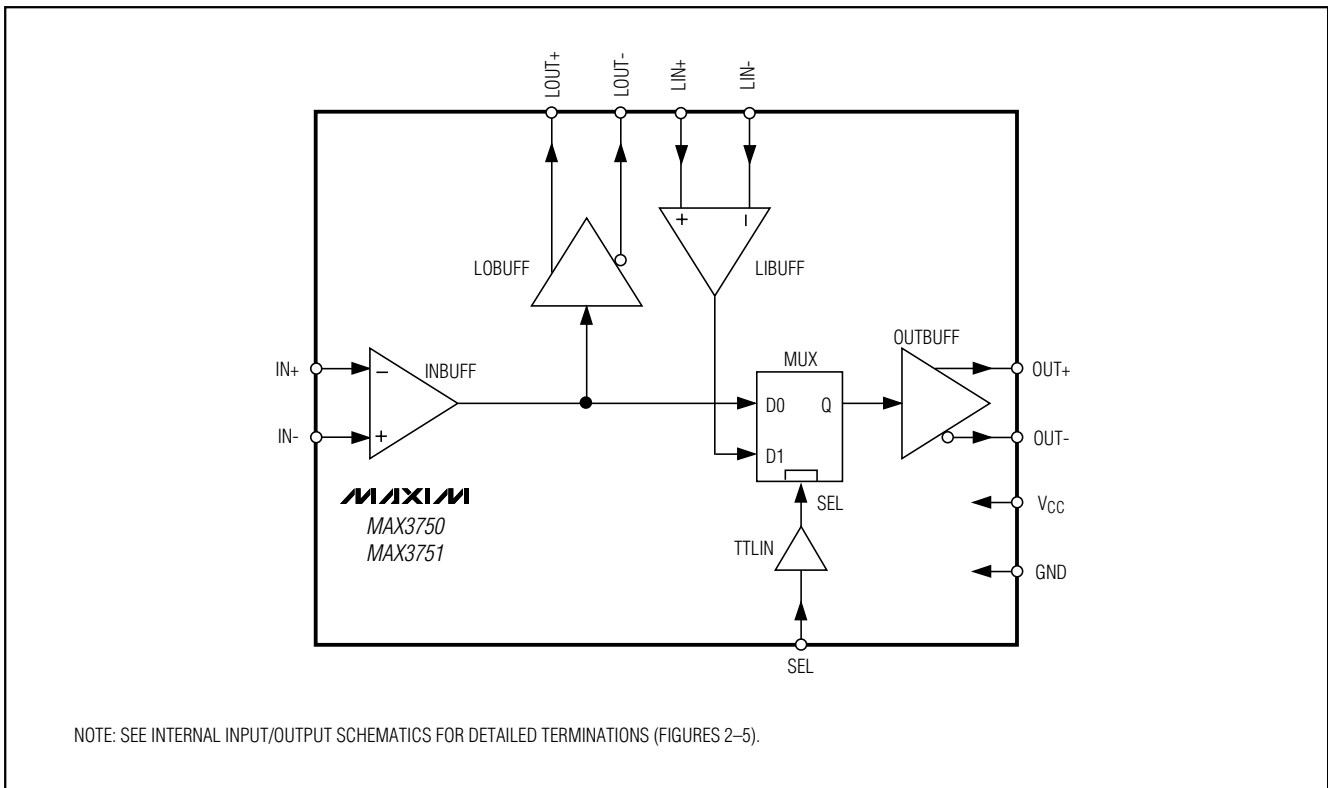 LOUT+
LOUT-
LIN+
LIN-
+
−
LOBUFF
LIBUFF
OUTBUFF
MUX
IN+
−
INBUFF
OUT+
D0
Q
IN-
+
OUT-
D1
MAXIM
MAX3750
MAX3751
SEL
VCC
TTLIN
GND
SEL
NOTE: SEE INTERNAL INPUT/OUTPUT SCHEMATICS FOR DETAILED TERMINATIONS (FIGURES 2–5).